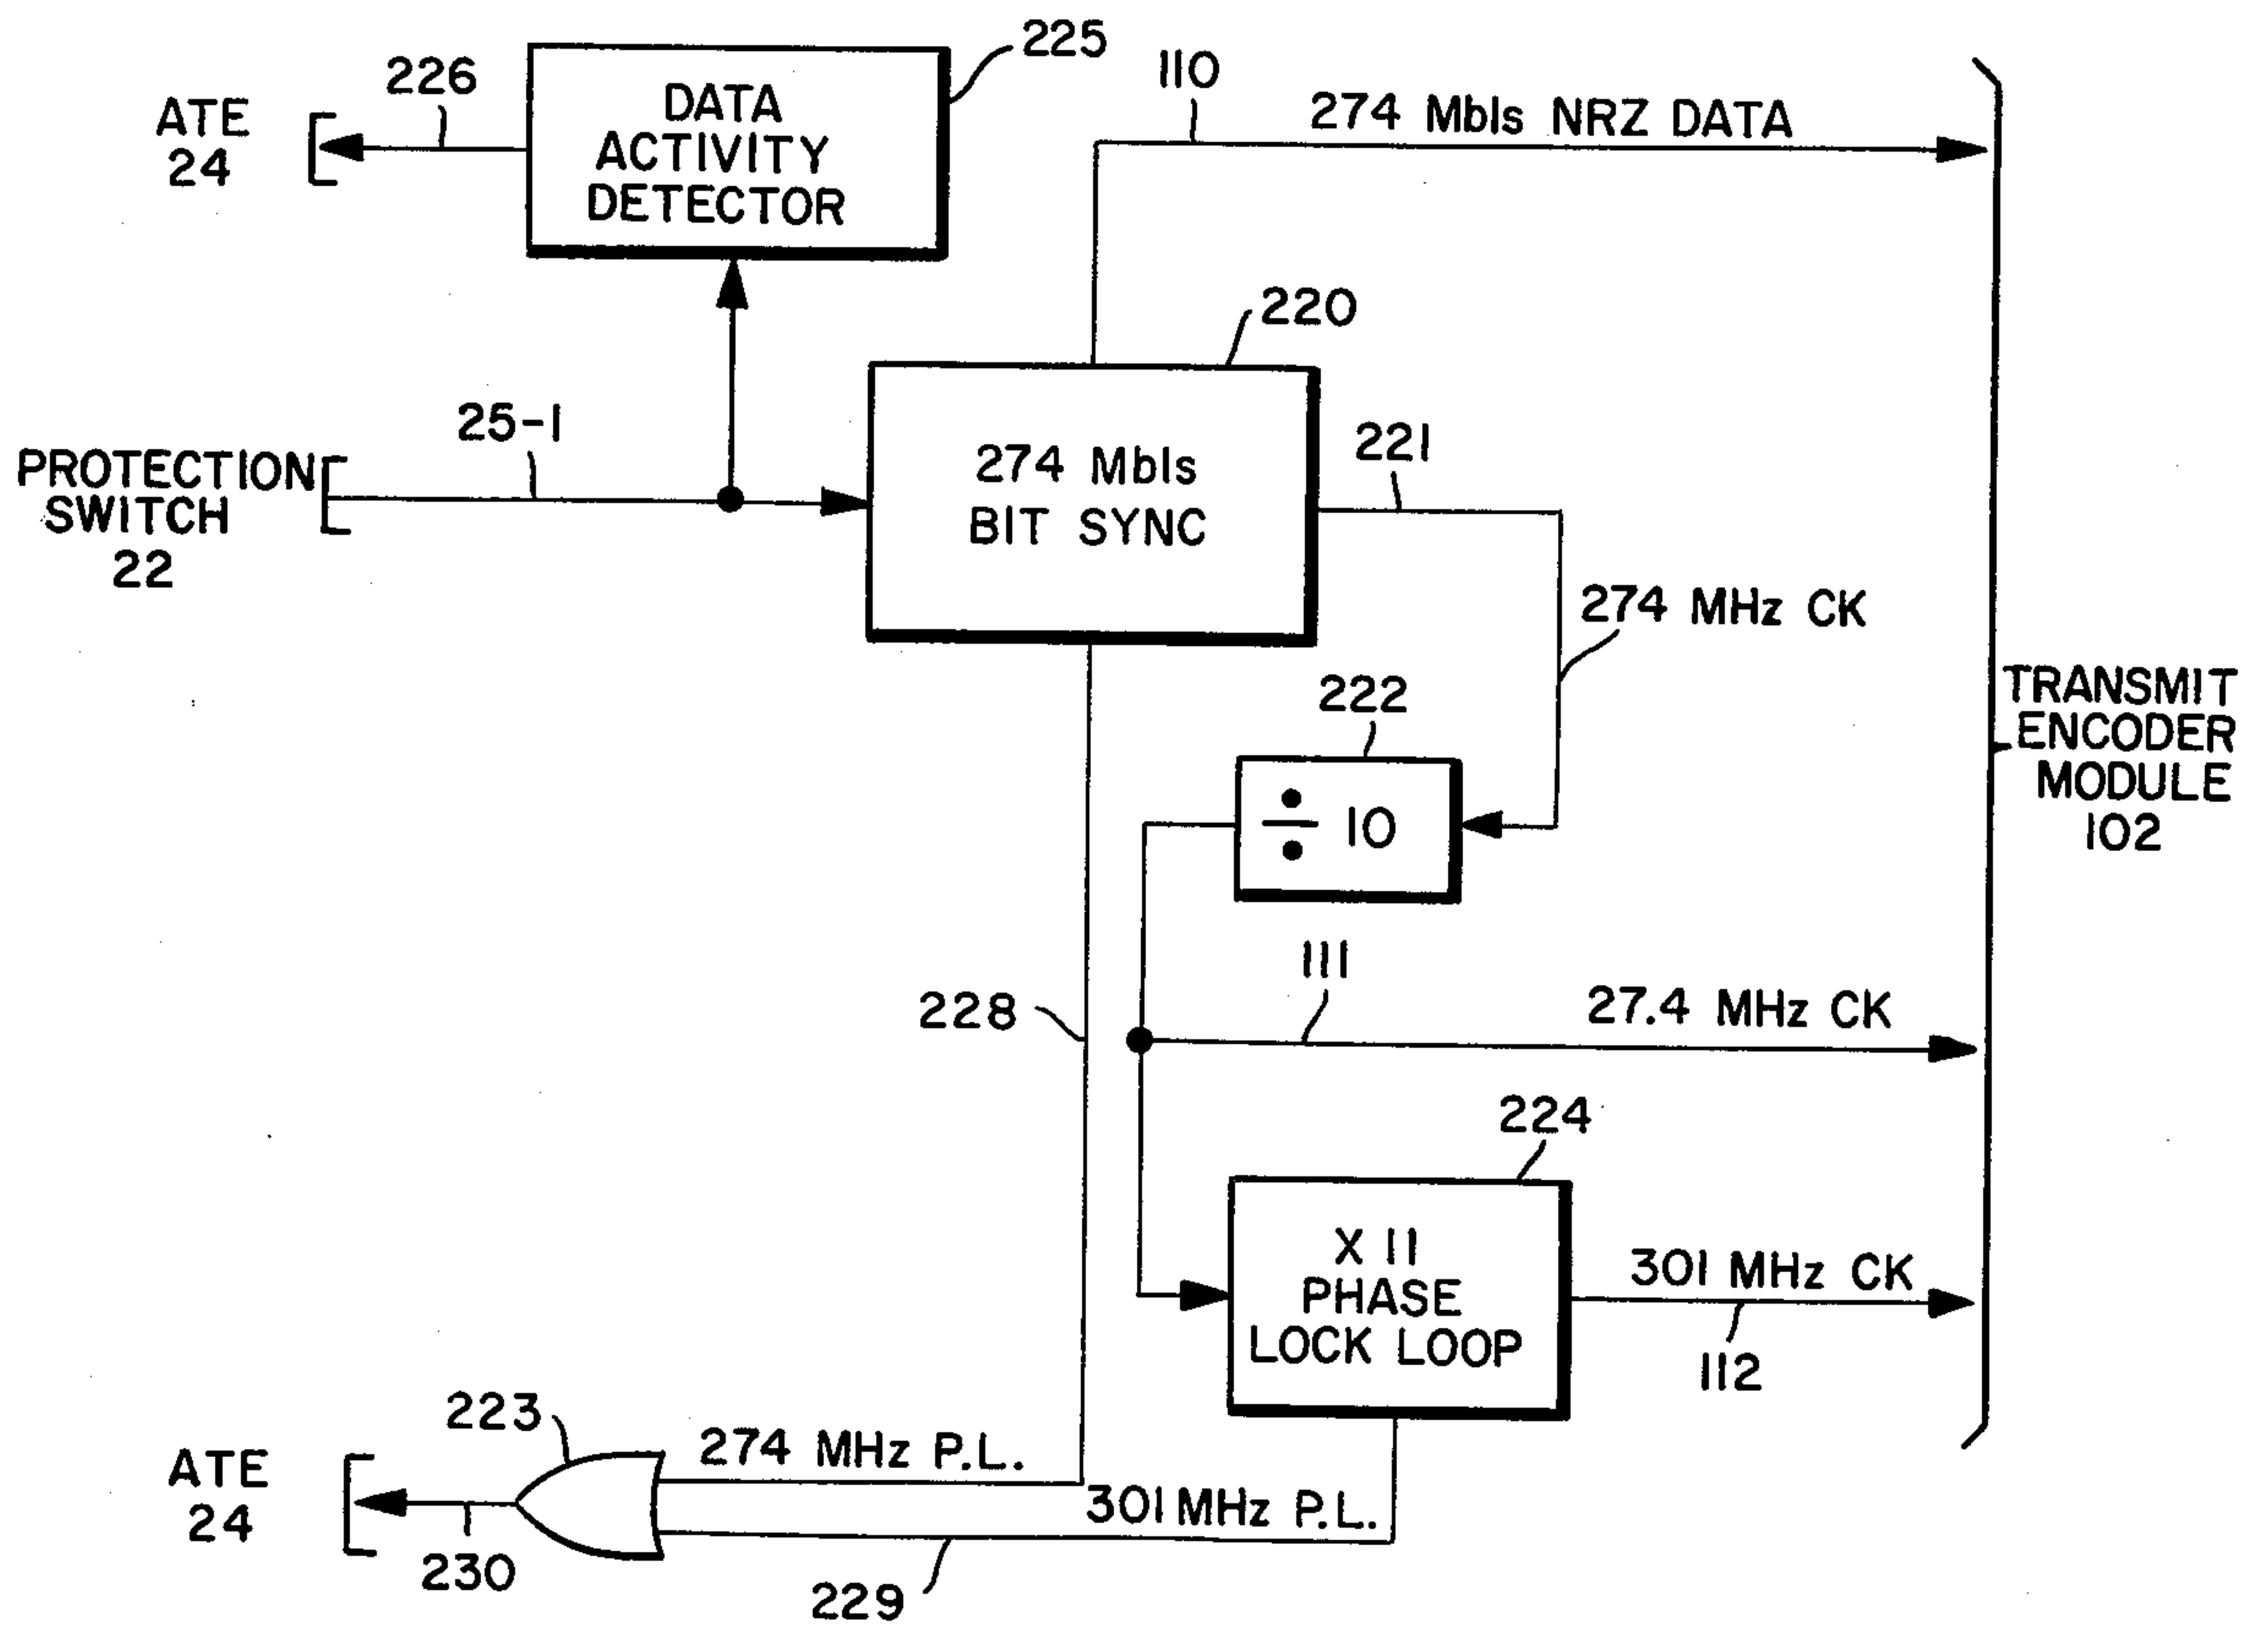 225
226
110
ATE
24
DATA
ACTIVITY
DETECTOR
274 Mb/s NRZ DATA
220
25-1
PROTECTION
SWITCH
22
274 Mb/s
BIT SYNC
221
274 MHz CK
222
÷ 10
TRANSMIT
ENCODER
MODULE
102
111
228
27.4 MHz CK
224
X 11
PHASE
LOCK LOOP
301 MHz CK
112
223
ATE
24
274 MHz P.L.
301 MHz P.L.
230
229